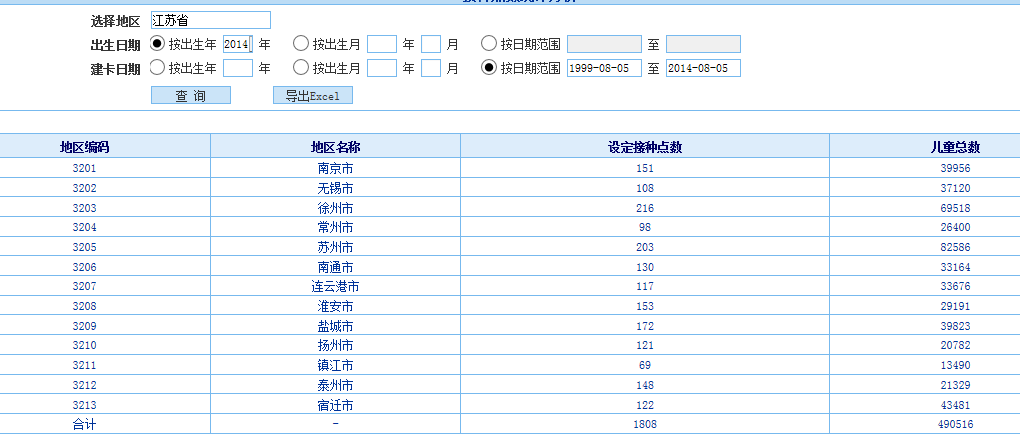 选择地区 江苏省
出生日期 按出生年 2014 年 按出生月 年 月 按日期范围 至
建卡日期 按出生年 年 按出生月 年 月 按日期范围 1999-08-05 至 2014-08-05
查 询 导出Excel
地区编码 地区名称 设定接种点数 儿童总数
3201 南京市 151 39956
3202 无锡市 108 37120
3203 徐州市 216 69518
3204 常州市 98 26400
3205 苏州市 203 82586
3206 南通市 130 33164
3207 连云港市 117 33676
3208 淮安市 153 29191
3209 盐城市 172 39823
3210 扬州市 121 20782
3211 镇江市 69 13490
3212 泰州市 148 21329
3213 宿迁市 122 43481
合计 - 1808 490516